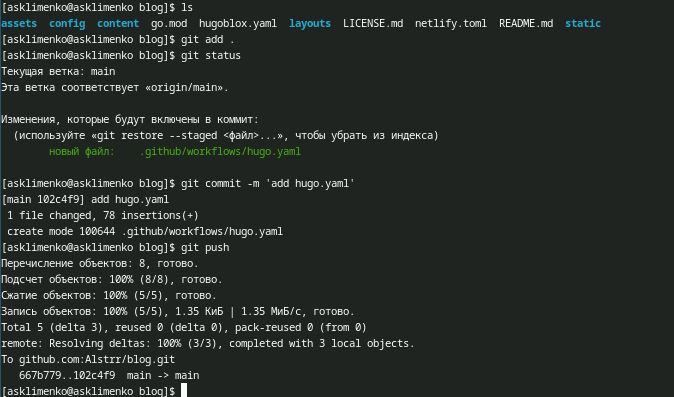 [asklimenko@asklimenko blog]$ ls
assets config content go.mod hugoblox.yaml layouts LICENSE.md netlify.toml README.md static
[asklimenko@asklimenko blog]$ git add .
[asklimenko@asklimenko blog]$ git status
Текущая ветка: main
Эта ветка соответствует «origin/main».
Изменения, которые будут включены в коммит:
(используйте «git restore --staged <файл>...», чтобы убрать из индекса)
новый файл: .github/workflows/hugo.yaml
[asklimenko@asklimenko blog]$ git commit -m 'add hugo.yaml'
[main 102c4f9] add hugo.yaml
1 file changed, 78 insertions(+)
create mode 100644 .github/workflows/hugo.yaml
[asklimenko@asklimenko blog]$ git push
Перечисление объектов: 8, готово.
Подсчет объектов: 100% (8/8), готово.
Сжатие объектов: 100% (5/5), готово.
Запись объектов: 100% (5/5), 1.35 КиБ | 1.35 МиБ/с, готово.
Total 5 (delta 3), reused 0 (delta 0), pack-reused 0 (from 0)
remote: Resolving deltas: 100% (3/3), completed with 3 local objects.
To github.com:Alstrr/blog.git
667b779..102c4f9 main -> main
[asklimenko@asklimenko blog]$